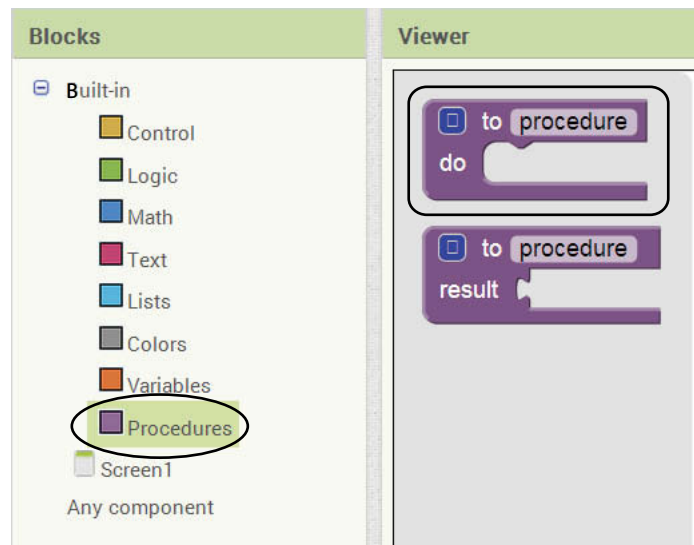 Blocks
Built-in
Control
Logic
Math
Text
Lists
Colors
Variables
Procedures
Screen1
Any component
Viewer
to procedure
do
to procedure
result